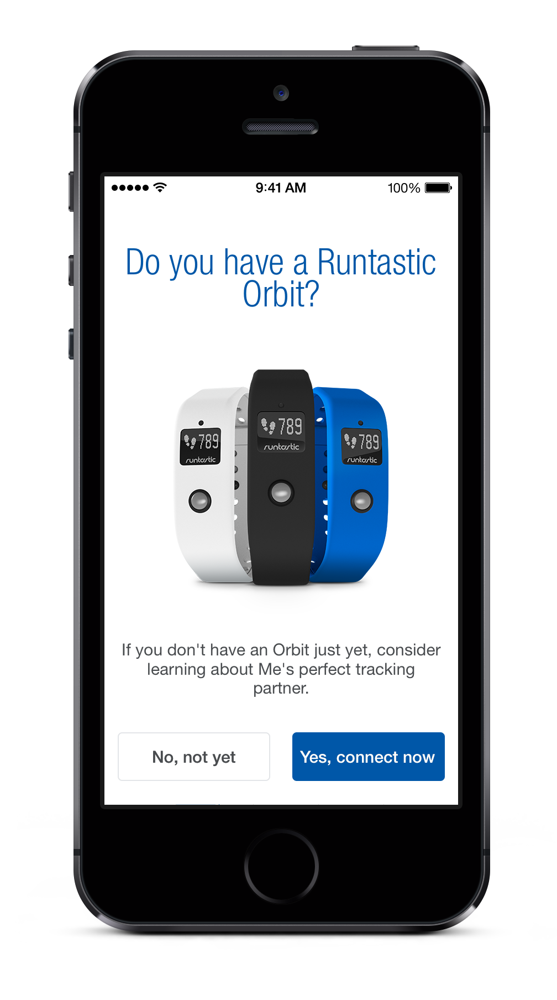 9:41 AM
100%
Do you have a Runtastic
Orbit?
789
runtastic
789
runtastic
789
runtastic
If you don't have an Orbit just yet, consider
learning about Me's perfect tracking
partner.
No, not yet
Yes, connect now